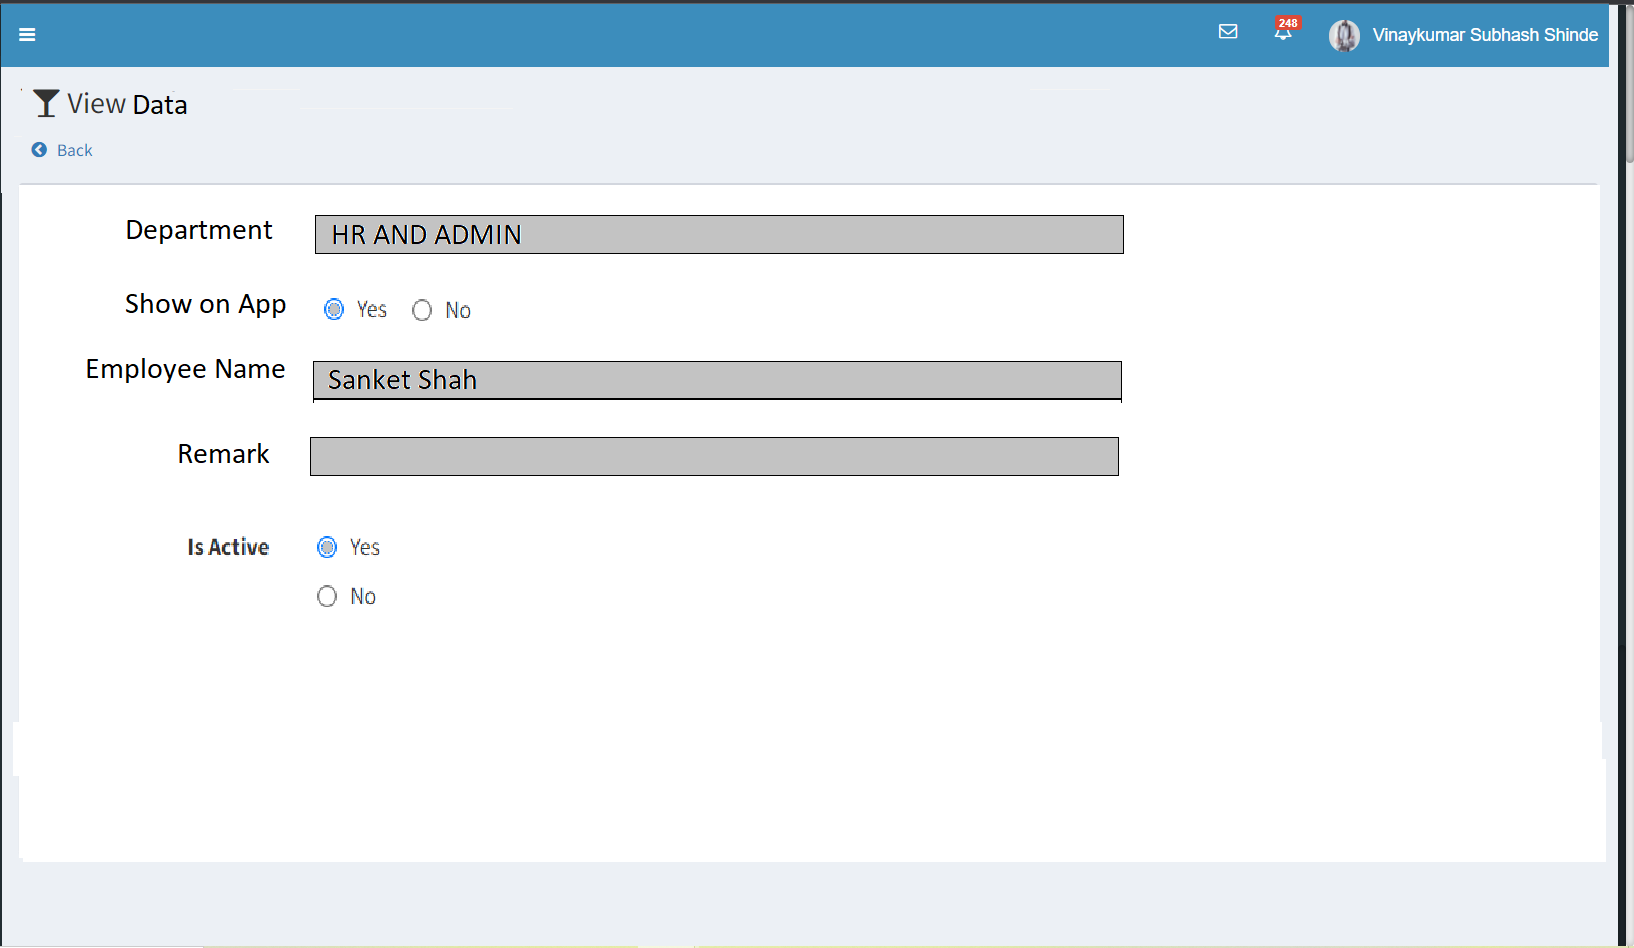 248
Vinaykumar Subhash Shinde
View Data
Back
Department HR AND ADMIN
Show on App Yes No
Employee Name Sanket Shah
Remark
Is Active Yes
No